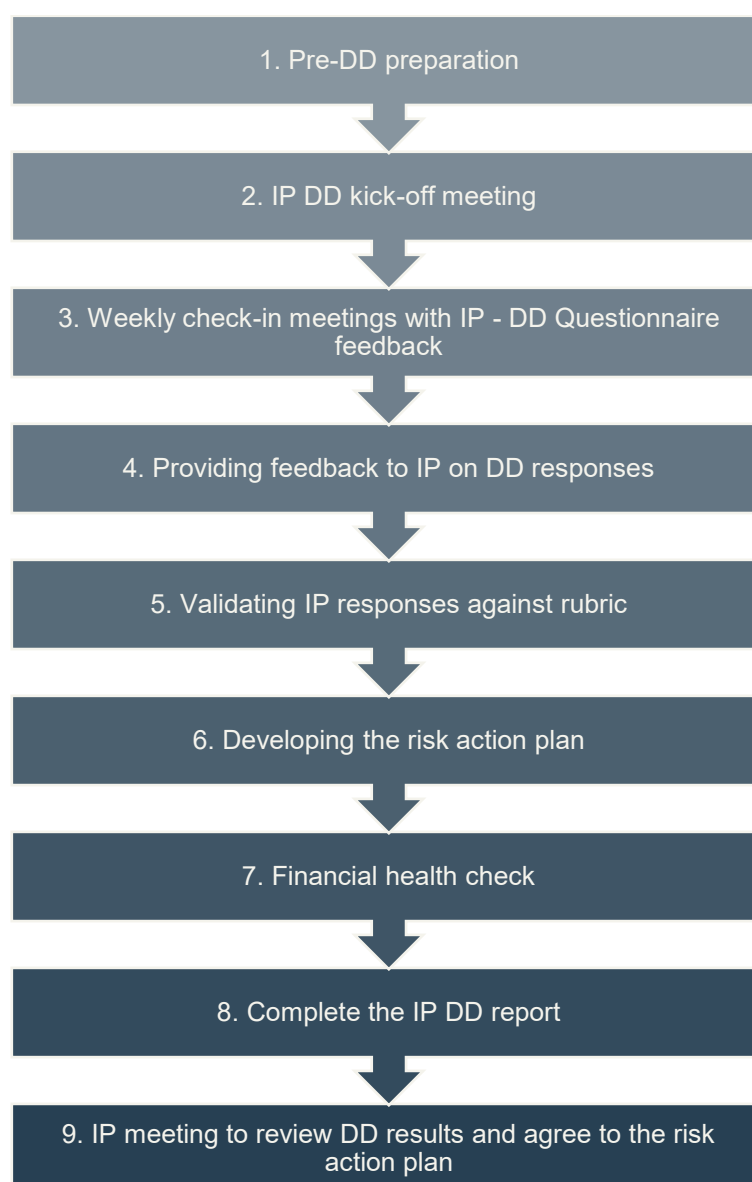 1. Pre-DD preparation
2. IP DD kick-off meeting
3. Weekly check-in meetings with IP - DD Questionnaire
feedback
4. Providing feedback to IP on DD responses
5. Validating IP responses against rubric
6. Developing the risk action plan
7. Financial health check
8. Complete the IP DD report
9. IP meeting to review DD results and agree to the risk
action plan